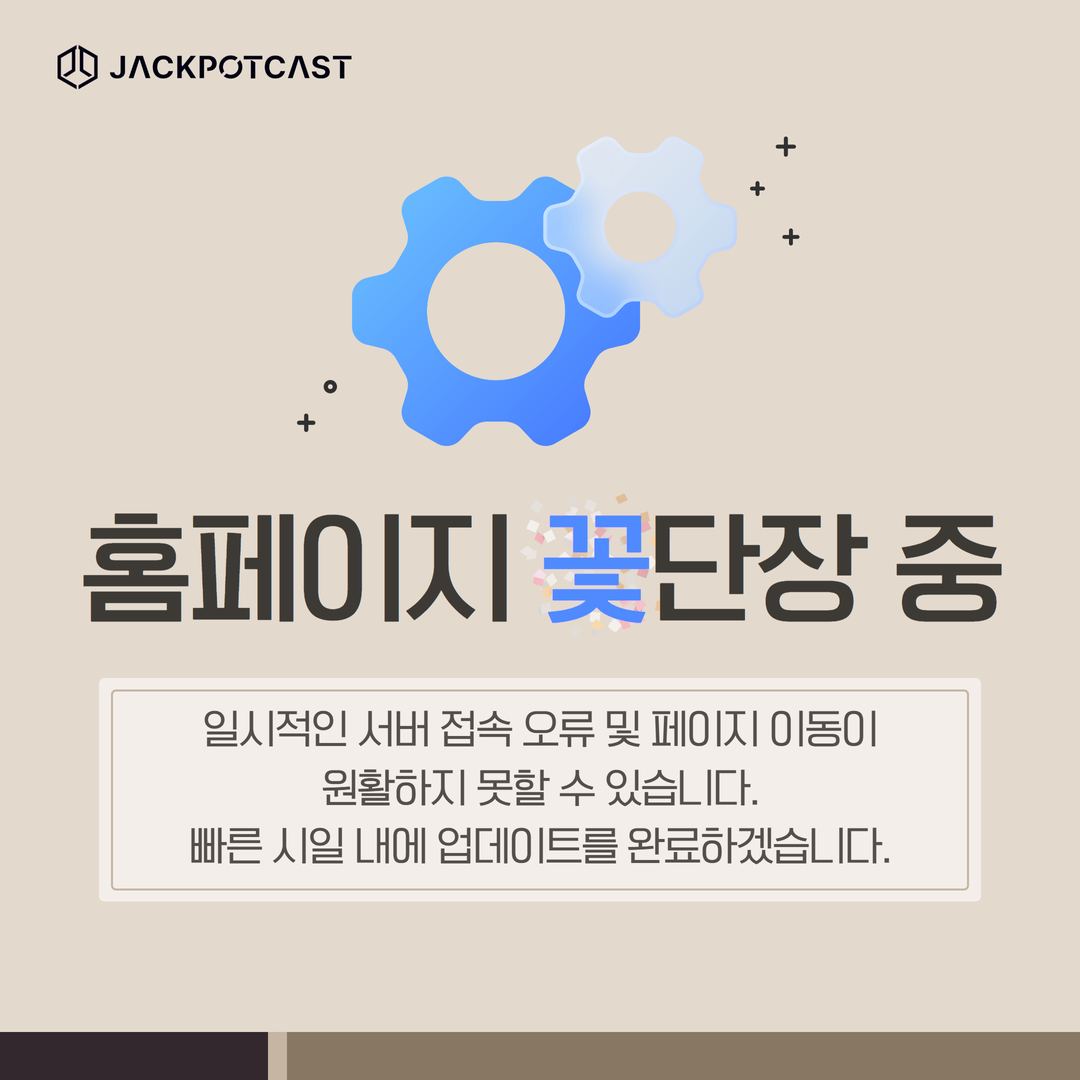 JACKPOTCAST
홈페이지 꽃단장 중
일시적인 서버 접속 오류 및 페이지 이동이
원활하지 못할 수 있습니다.
빠른 시일 내에 업데이트를 완료하겠습니다.